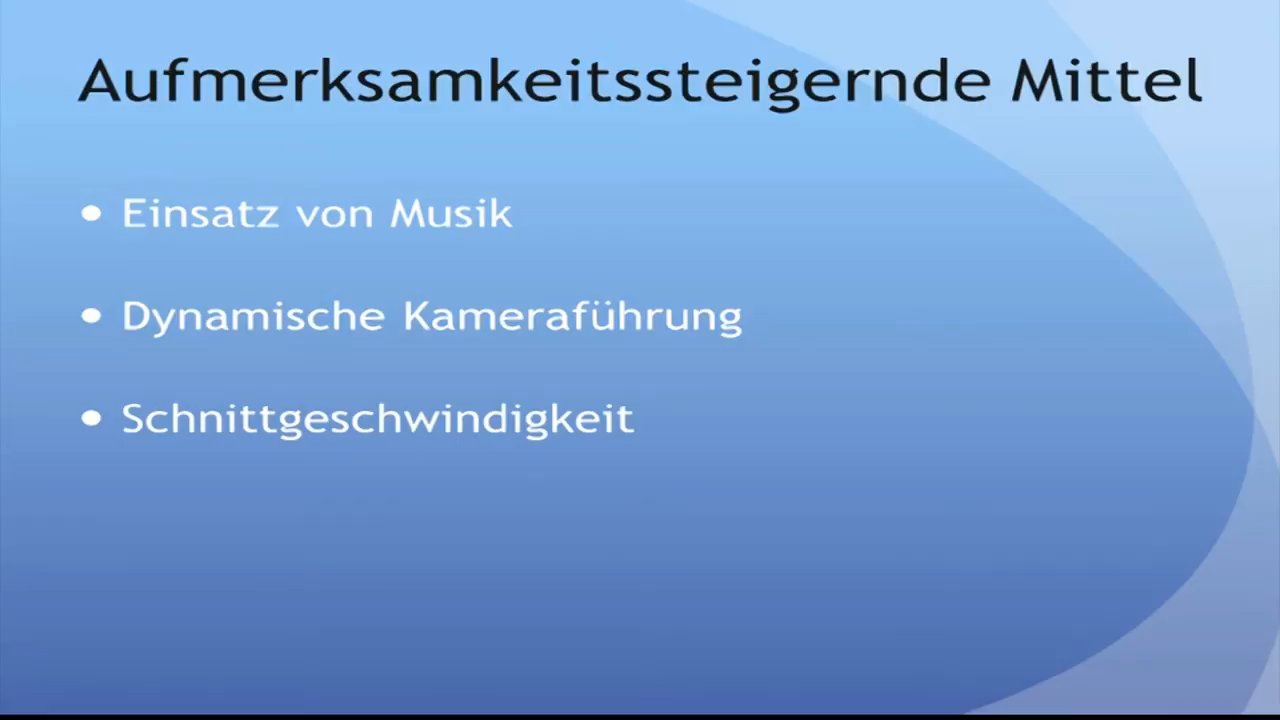 Aufmerksamkeitssteigernde Mittel
• Einsatz von Musik
• Dynamische Kameraführung
• Schnittgeschwindigkeit